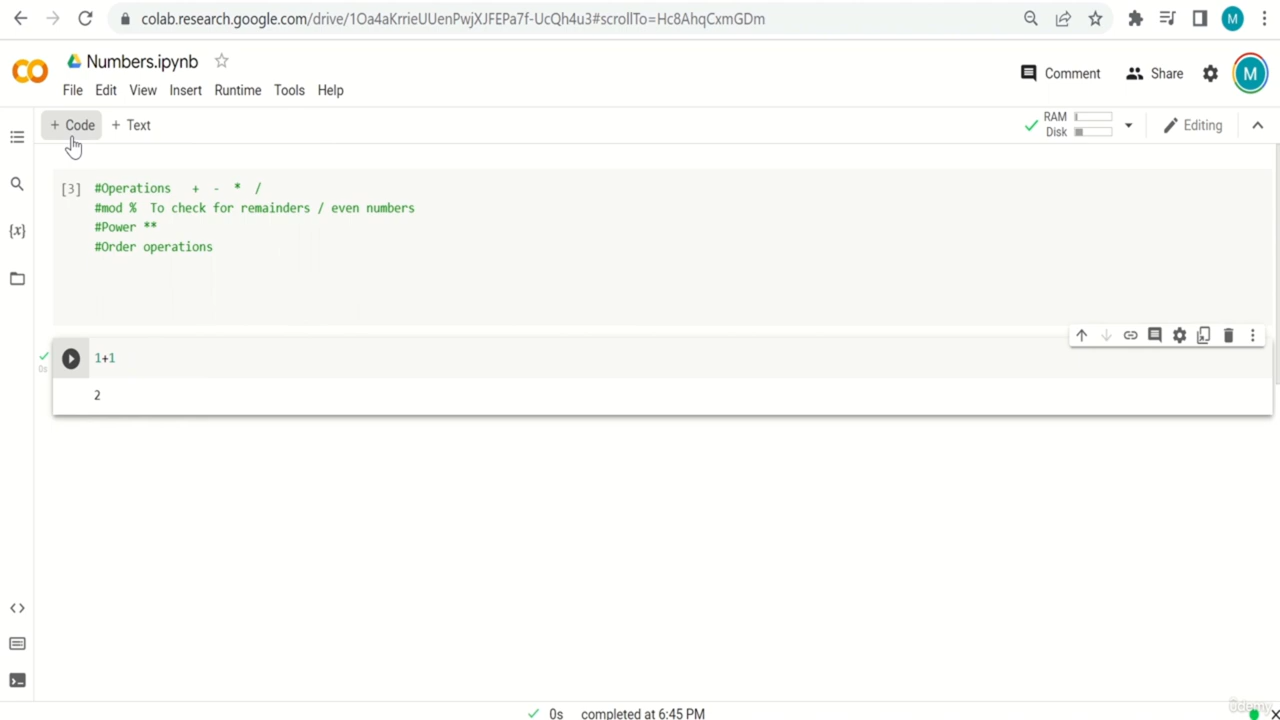 colab.research.google.com/drive/1Oa4aKrrieUUenPwjXJFEPa7f-UcQh4u3#scrollTo=Hc8AhqCxmGDm
M
CO
Numbers.ipynb
File Edit View Insert Runtime Tools Help
Comment
Share
M
+ Code
+ Text
RAM
Disk
Editing
{x}
[3]
#Operations + - * /
#mod % To check for remainders / even numbers
#Power **
#Order operations
0s
1+1
2
0s completed at 6:45 PM
Udemy